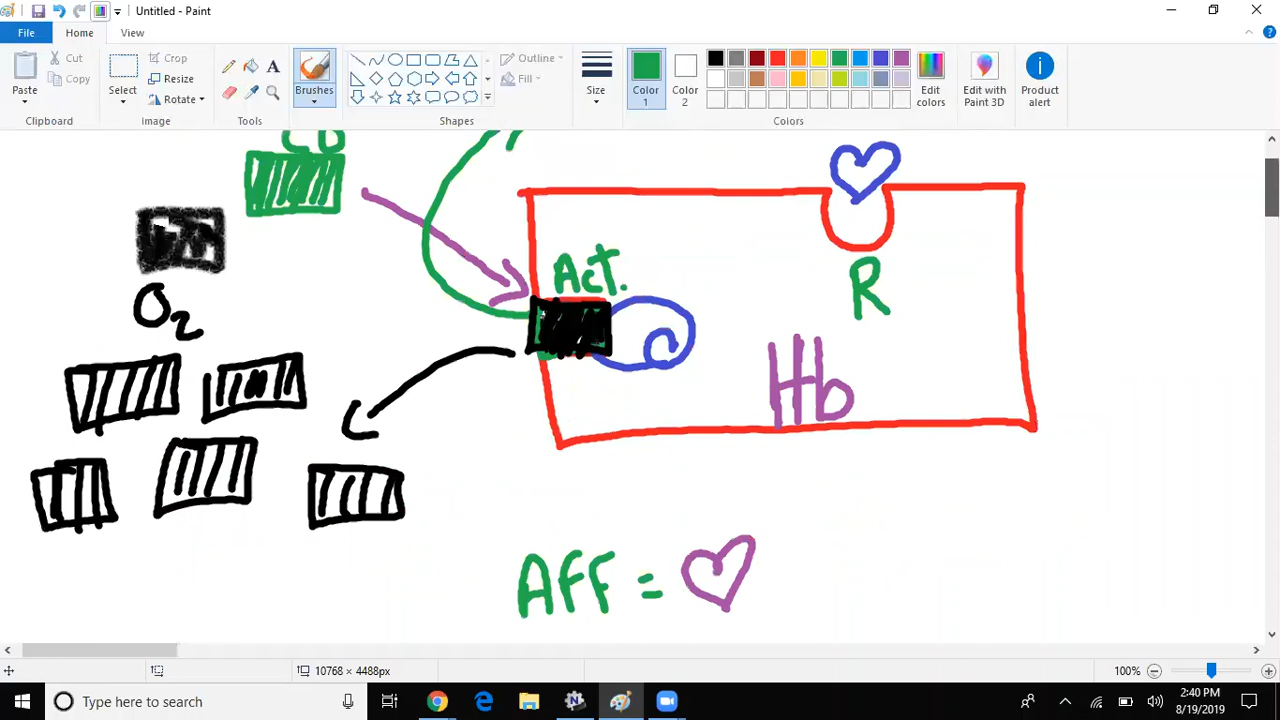 Untitled - Paint
File
Home
View
Paste
Cut
Copy
Clipboard
Select
Crop
Resize
Rotate
Image
Tools
Brushes
Shapes
Outline
Fill
Size
Color 1
Color 2
Colors
Edit colors
Edit with Paint 3D
Product alert
CO
O2
Act.
R
Hb
AFF =
10768 × 4488px
100%
Type here to search
2:40 PM
8/19/2019